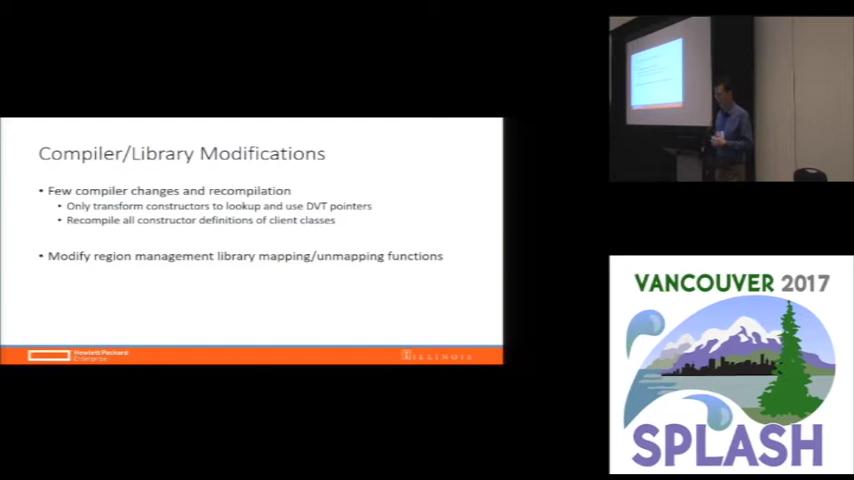 Compiler/Library Modifications
• Few compiler changes and recompilation
• Only transform constructors to lookup and use DVT pointers
• Recompile all constructor definitions of client classes
• Modify region management library mapping/unmapping functions
Hewlett Packard
Enterprise
ILLINOIS
VANCOUVER 2017
SPLASH